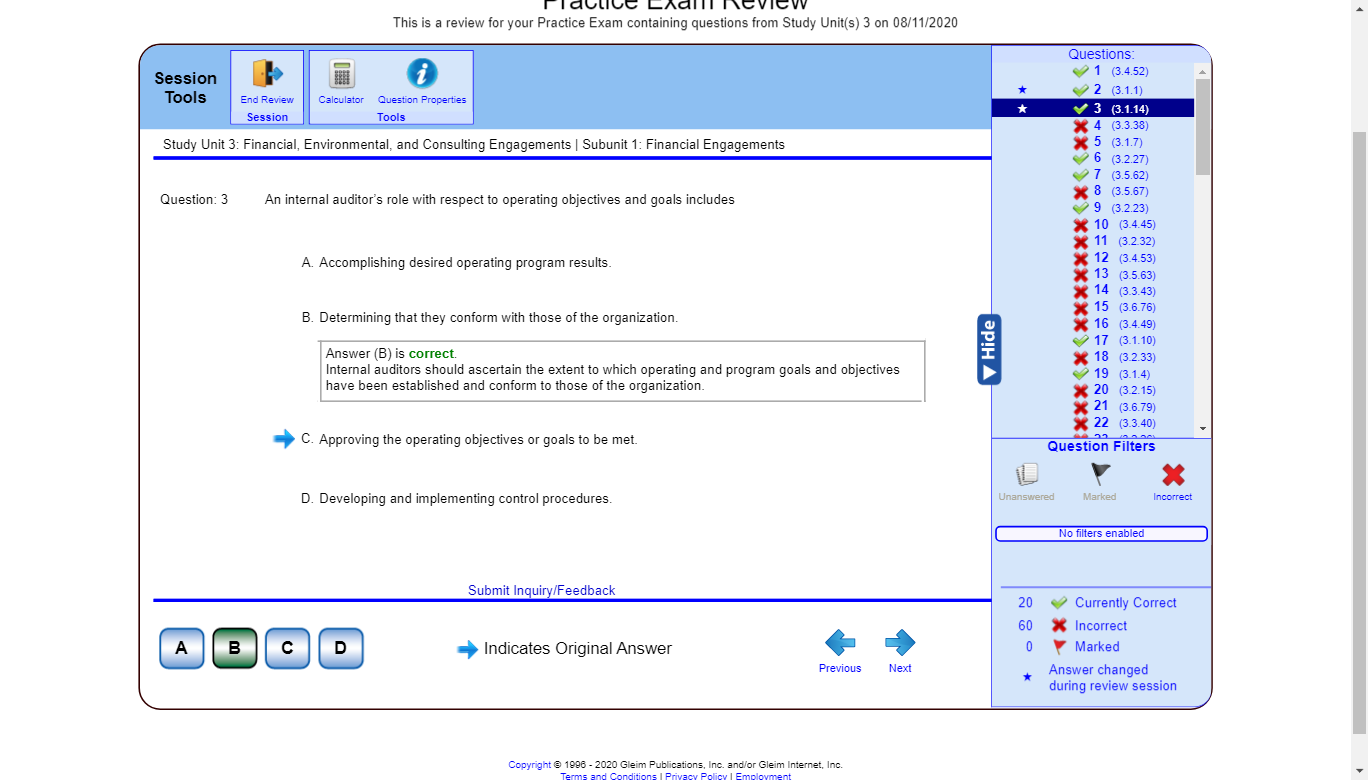 Practice Exam Review
This is a review for your Practice Exam containing questions from Study Unit(s) 3 on 08/11/2020
Session
Tools
End Review
Session
Calculator
Question Properties
Tools
Study Unit 3: Financial, Environmental, and Consulting Engagements | Subunit 1: Financial Engagements
Question: 3 An internal auditor's role with respect to operating objectives and goals includes
A. Accomplishing desired operating program results.
B. Determining that they conform with those of the organization.
Answer (B) is correct.
Internal auditors should ascertain the extent to which operating and program goals and objectives
have been established and conform to those of the organization.
C. Approving the operating objectives or goals to be met.
D. Developing and implementing control procedures.
Submit Inquiry/Feedback
A B C D
Indicates Original Answer
Previous
Next
Hide
Questions:
1 (3.4.52)
2 (3.1.1)
3 (3.1.14)
4 (3.3.38)
5 (3.1.7)
6 (3.2.27)
7 (3.5.62)
8 (3.5.67)
9 (3.2.23)
10 (3.4.45)
11 (3.2.32)
12 (3.4.53)
13 (3.5.63)
14 (3.3.43)
15 (3.6.76)
16 (3.4.49)
17 (3.1.10)
18 (3.2.33)
19 (3.1.4)
20 (3.2.15)
21 (3.6.79)
22 (3.3.40)
Question Filters
Unanswered
Marked
Incorrect
No filters enabled
20 Currently Correct
60 Incorrect
0 Marked
Answer changed
during review session
Copyright © 1996 - 2020 Gleim Publications, Inc. and/or Gleim Internet, Inc.
Terms and Conditions | Privacy Policy | Employment